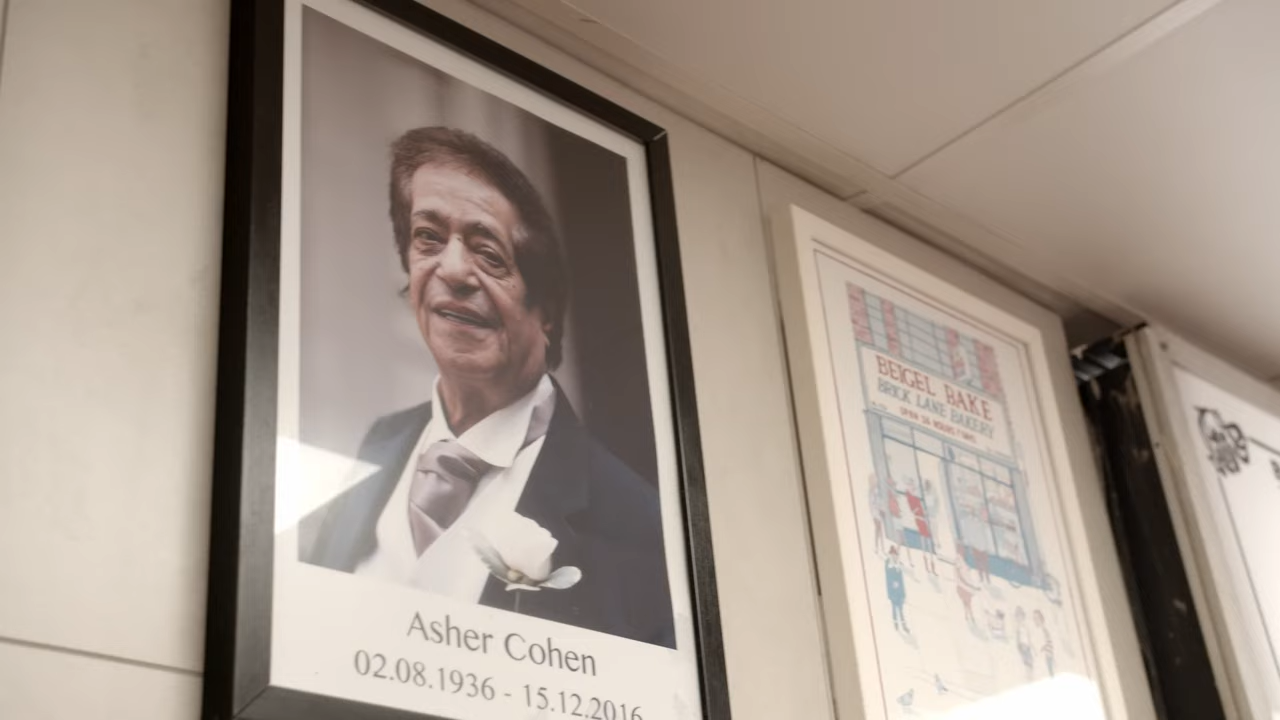 Asher Cohen
02.08.1936 - 15.12.2016
BEIGEL BAKE
BRICK LANE BAKERY
OPEN 24 HOURS 7 DAYS